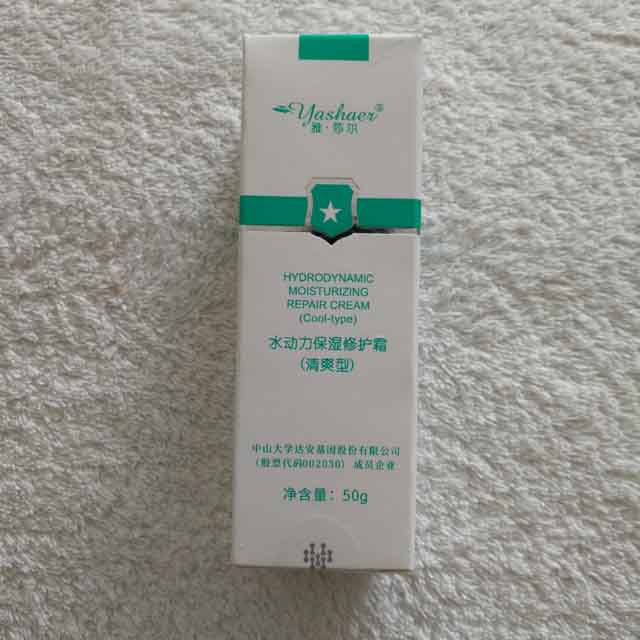 Yashaer®
雅·莎尔
HYDRODYNAMIC
MOISTURIZING
REPAIR CREAM
(Cool-type)
水动力保湿修护霜
(清爽型)
中山大学达安基因股份有限公司
(股票代码002030) 成员企业
净含量: 50g